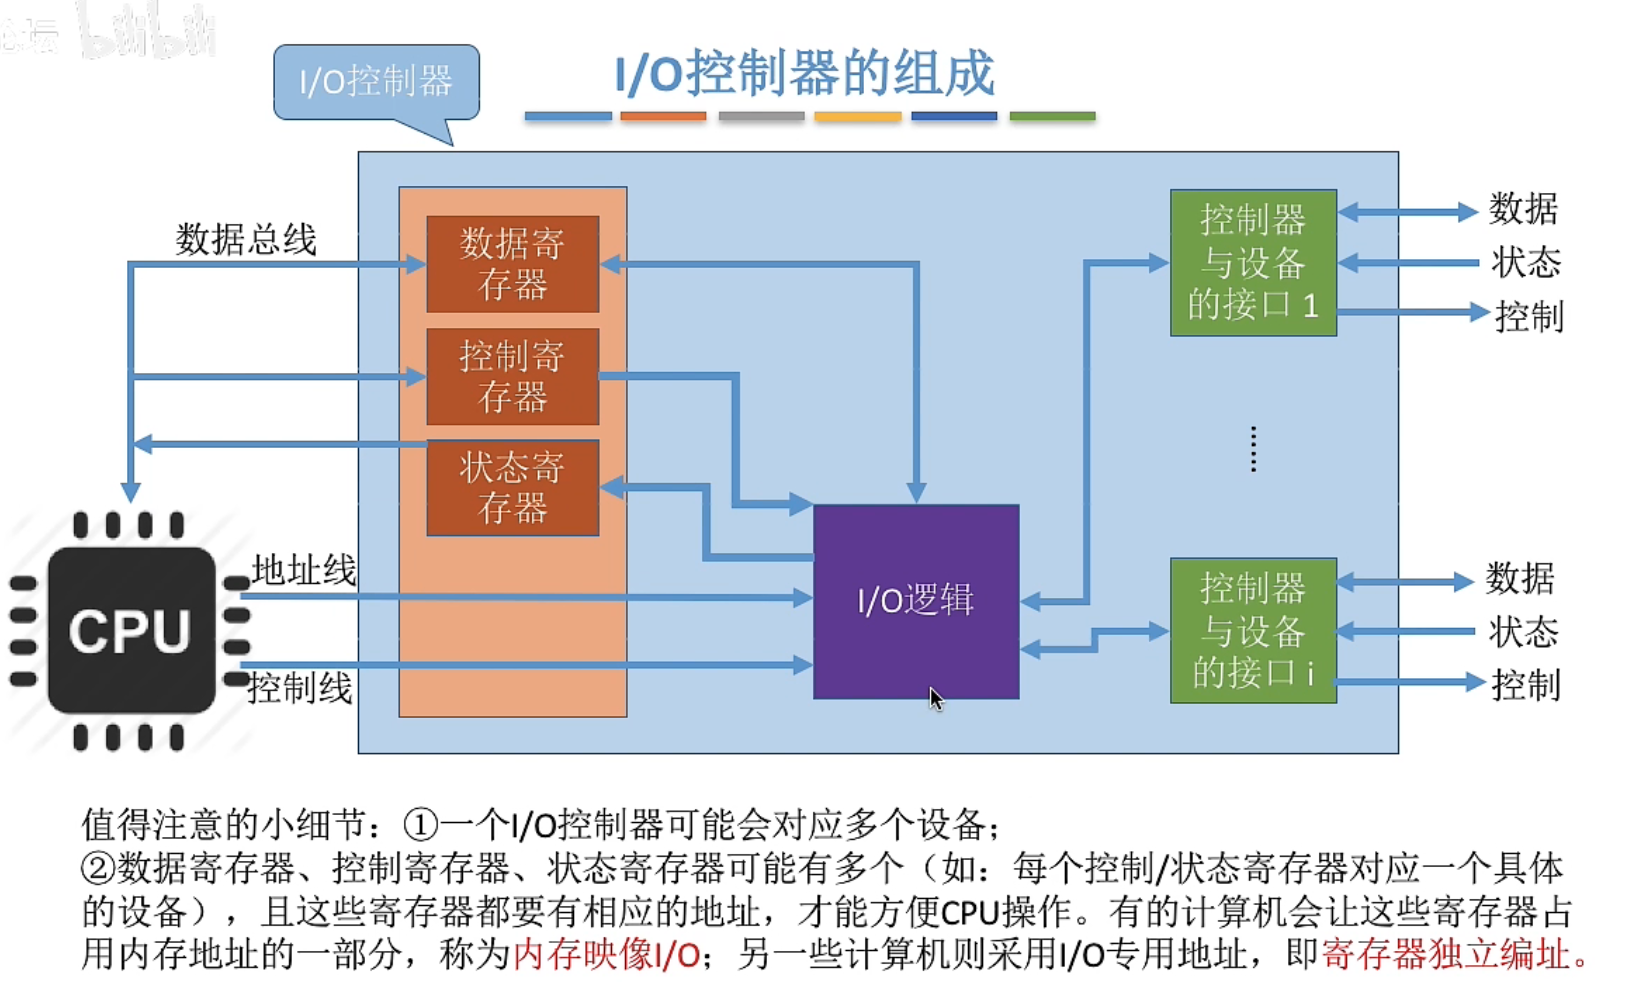 论坛 bilibili
I/O控制器
I/O控制器的组成
数据总线
数据寄
存器
控制寄
存器
状态寄
存器
CPU
地址线
控制线
I/O逻辑
控制器
与设备
的接口 1
数据
状态
控制
......
控制器
与设备
的接口 i
数据
状态
控制
值得注意的小细节：①一个I/O控制器可能会对应多个设备；
②数据寄存器、控制寄存器、状态寄存器可能有多个（如：每个控制/状态寄存器对应一个具体
的设备），且这些寄存器都要有相应的地址，才能方便CPU操作。有的计算机会让这些寄存器占
用内存地址的一部分，称为内存映像I/O；另一些计算机则采用I/O专用地址，即寄存器独立编址。